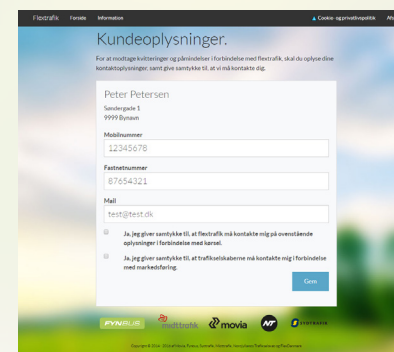 Flextrafik Forside Information Cookie- og privatlivspolitik
Kundeoplysninger.
For at modtage kvitteringer og påmindelser i forbindelse med flextrafik, skal du oplyse dine
kontaktoplysninger, samt give samtykke til, at vi må kontakte dig.
Peter Petersen
Søndergade 1
9999 Bynavn
Mobilnummer
12345678
Fastnetnummer
87654321
Mail
test@test.dk
Ja, jeg giver samtykke til, at flextrafik må kontakte mig på ovenstående
oplysninger i forbindelse med kørsel.
Ja, jeg giver samtykke til, at trafikselskaberne må kontakte mig i forbindelse
med markedsføring.
Gem
FYNBUS midttrafik movia NT SYDTRAFIK